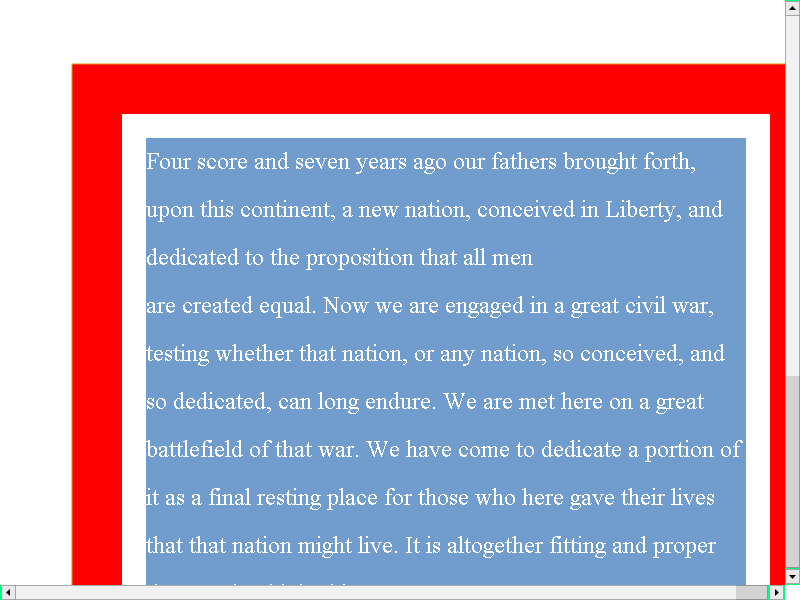 Four score and seven years ago our fathers brought forth,
upon this continent, a new nation, conceived in Liberty, and
dedicated to the proposition that all men
are created equal. Now we are engaged in a great civil war,
testing whether that nation, or any nation, so conceived, and
so dedicated, can long endure. We are met here on a great
battlefield of that war. We have come to dedicate a portion of
it as a final resting place for those who here gave their lives
that that nation might live. It is altogether fitting and proper